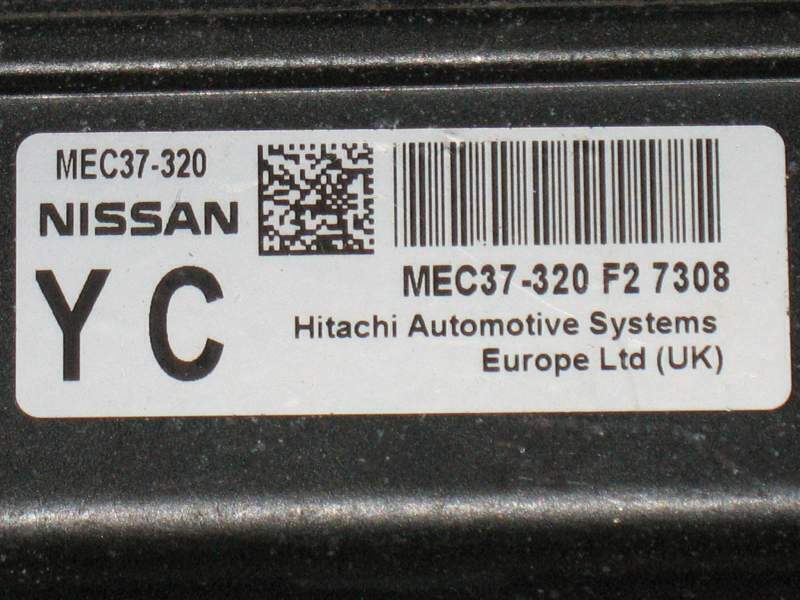 MEC37-320
NISSAN
Y C
MEC37-320 F2 7308
Hitachi Automotive Systems
Europe Ltd (UK)